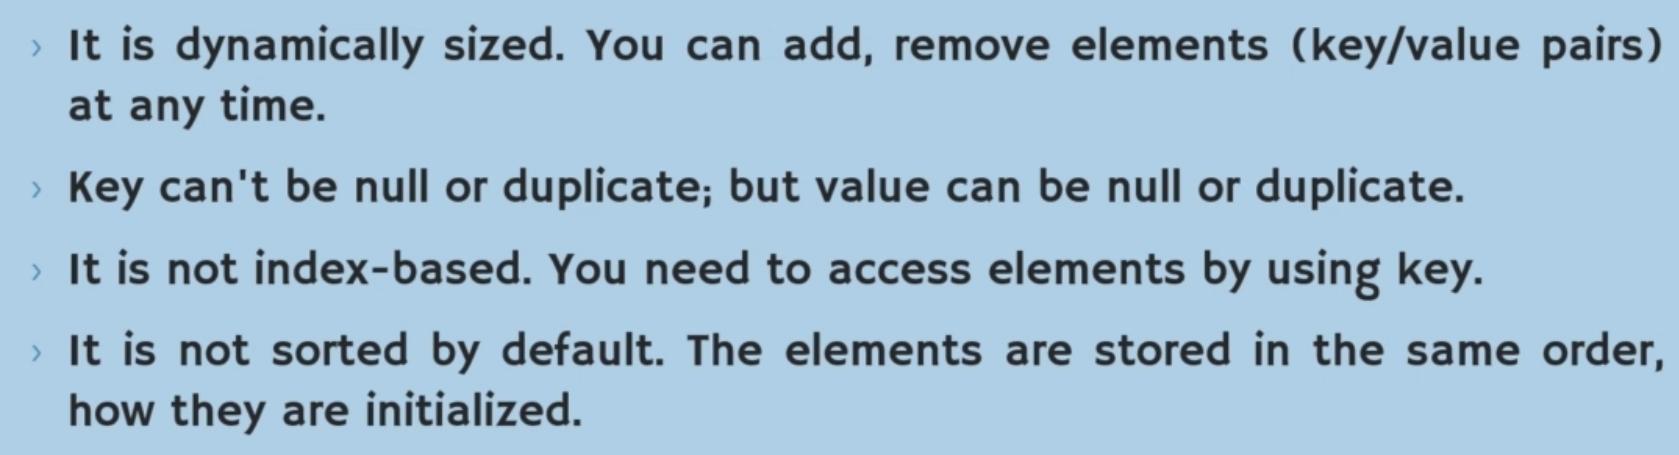 › It is dynamically sized. You can add, remove elements (key/value pairs)
at any time.
› Key can't be null or duplicate; but value can be null or duplicate.
› It is not index-based. You need to access elements by using key.
› It is not sorted by default. The elements are stored in the same order,
how they are initialized.